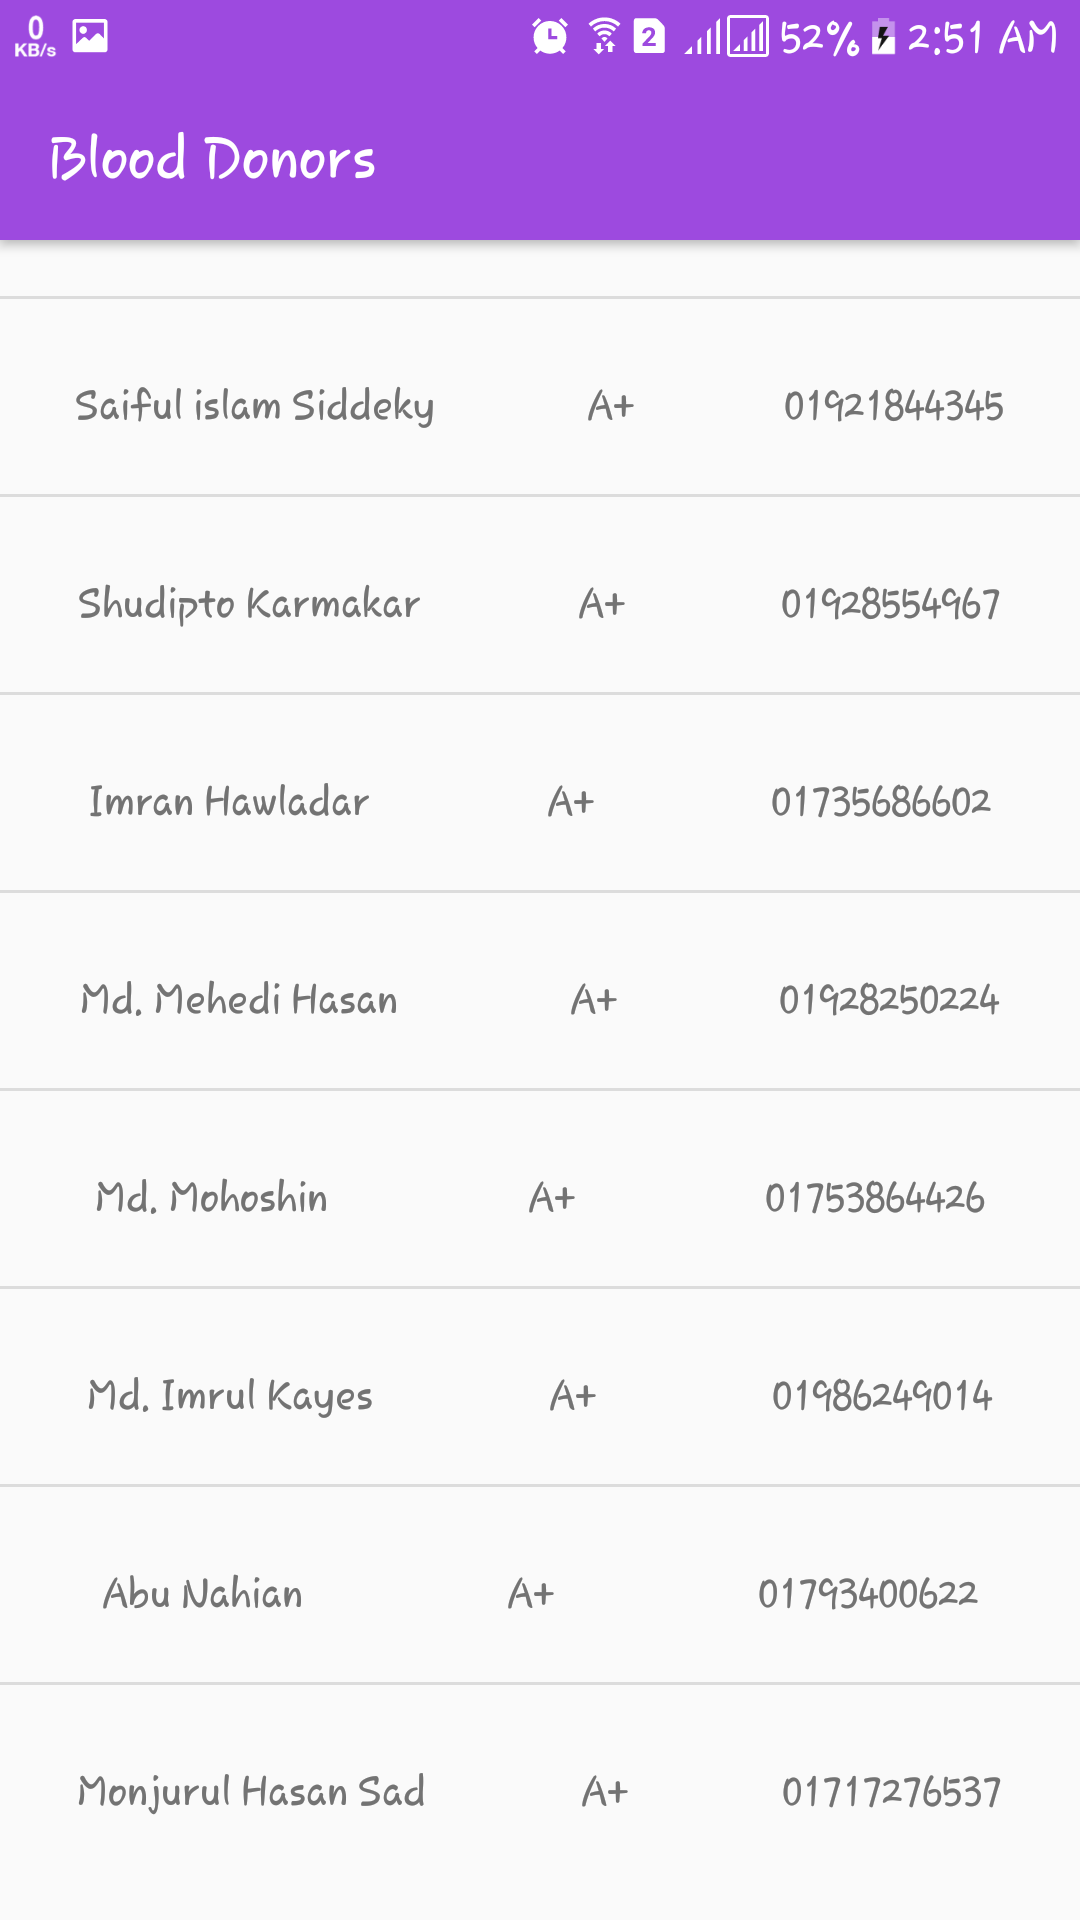 0
KB/s
2 52% 2:51 AM
Blood Donors
Saiful islam Siddeky A+ 01921844345
Shudipto Karmakar A+ 01928554967
Imran Hawladar A+ 01735686602
Md. Mehedi Hasan A+ 01928250224
Md. Mohoshin A+ 01753864426
Md. Imrul Kayes A+ 01986249014
Abu Nahian A+ 01793400622
Monjurul Hasan Sad A+ 01717276537